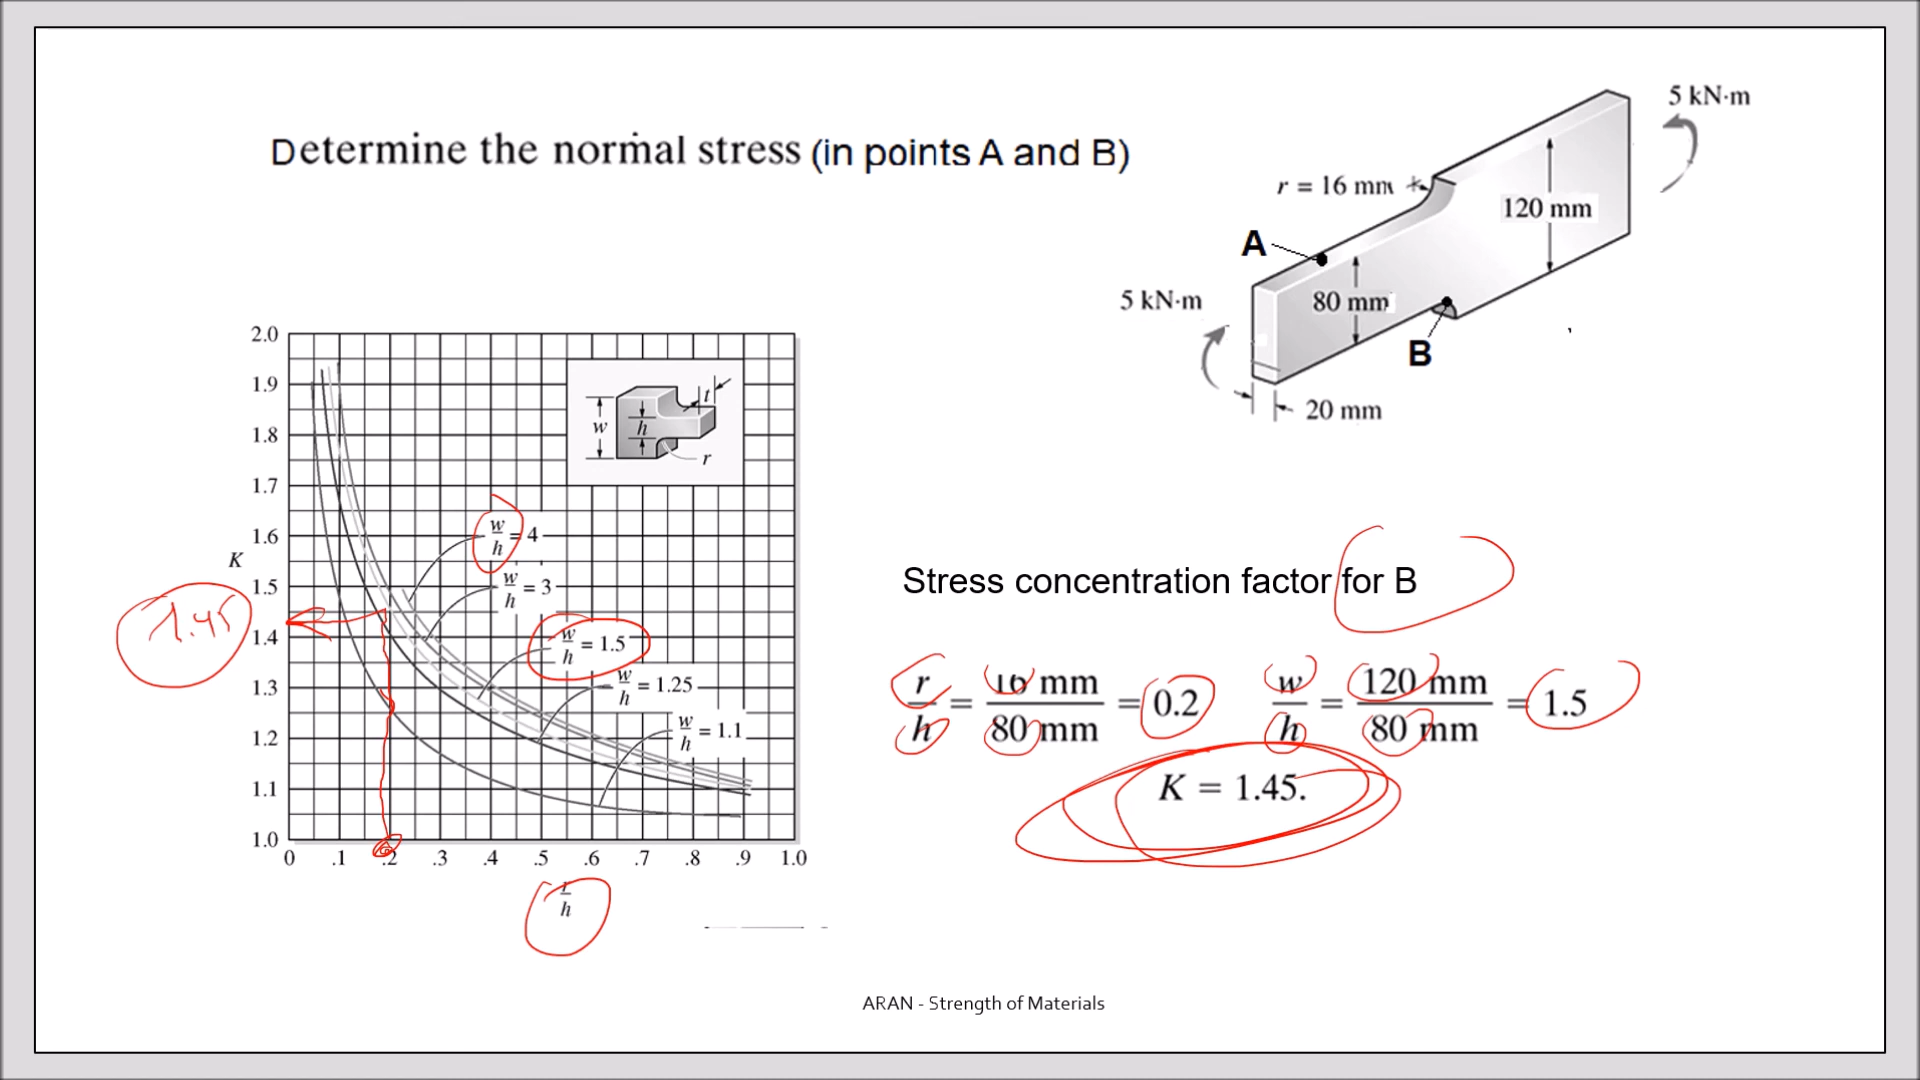 Determine the normal stress (in points A and B)
5 kN·m
r = 16 mm
120 mm
A
80 mm
5 kN·m
B
20 mm
2.0
1.9
1.8
1.7
1.6
1.5
1.4
1.3
1.2
1.1
1.0
K
1.45
w
h
t
r
w/h = 4
w/h = 3
w/h = 1.5
w/h = 1.25
w/h = 1.1
0 .1 .2 .3 .4 .5 .6 .7 .8 .9 1.0
r/h
Stress concentration factor for B
r/h = 16 mm/80 mm = 0.2 w/h = 120 mm/80 mm = 1.5
K = 1.45.
ARAN - Strength of Materials